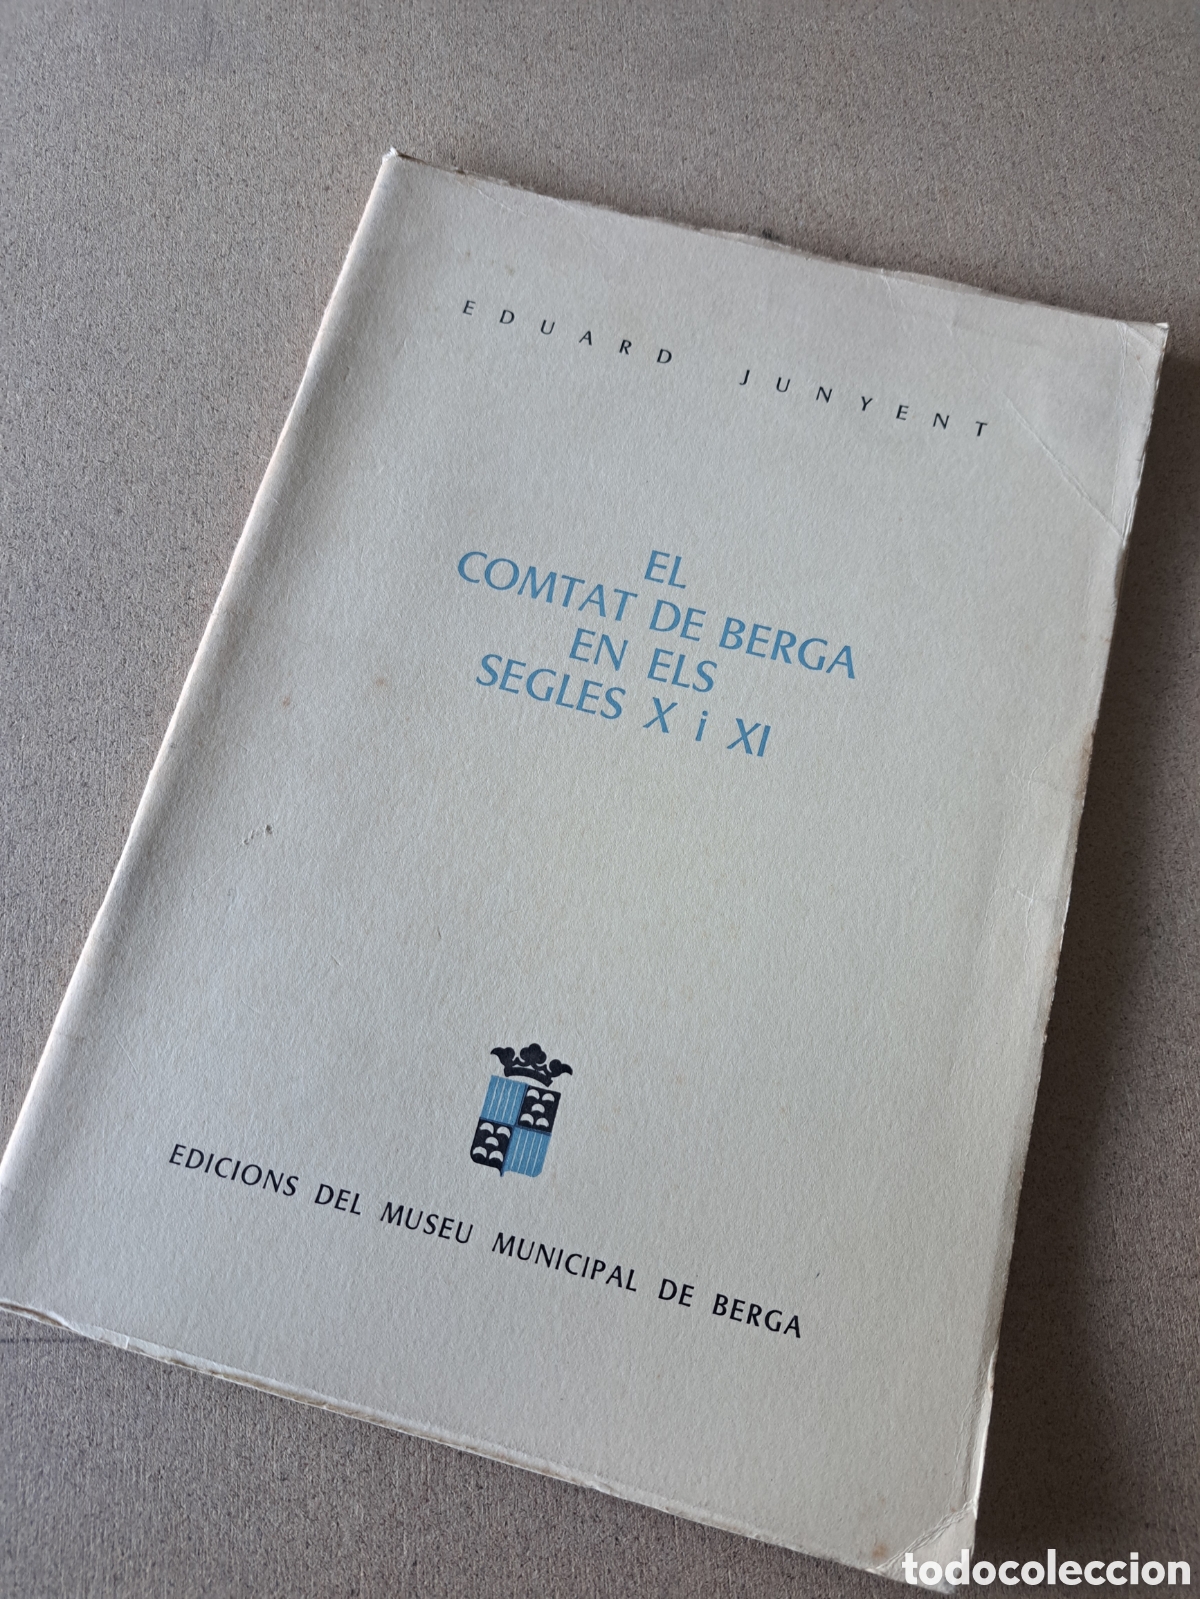 EDUARD JUNYENT
EL
COMTAT DE BERGA
EN ELS
SEGLES X i XI
EDICIONS DEL MUSEU MUNICIPAL DE BERGA
todocoleccion